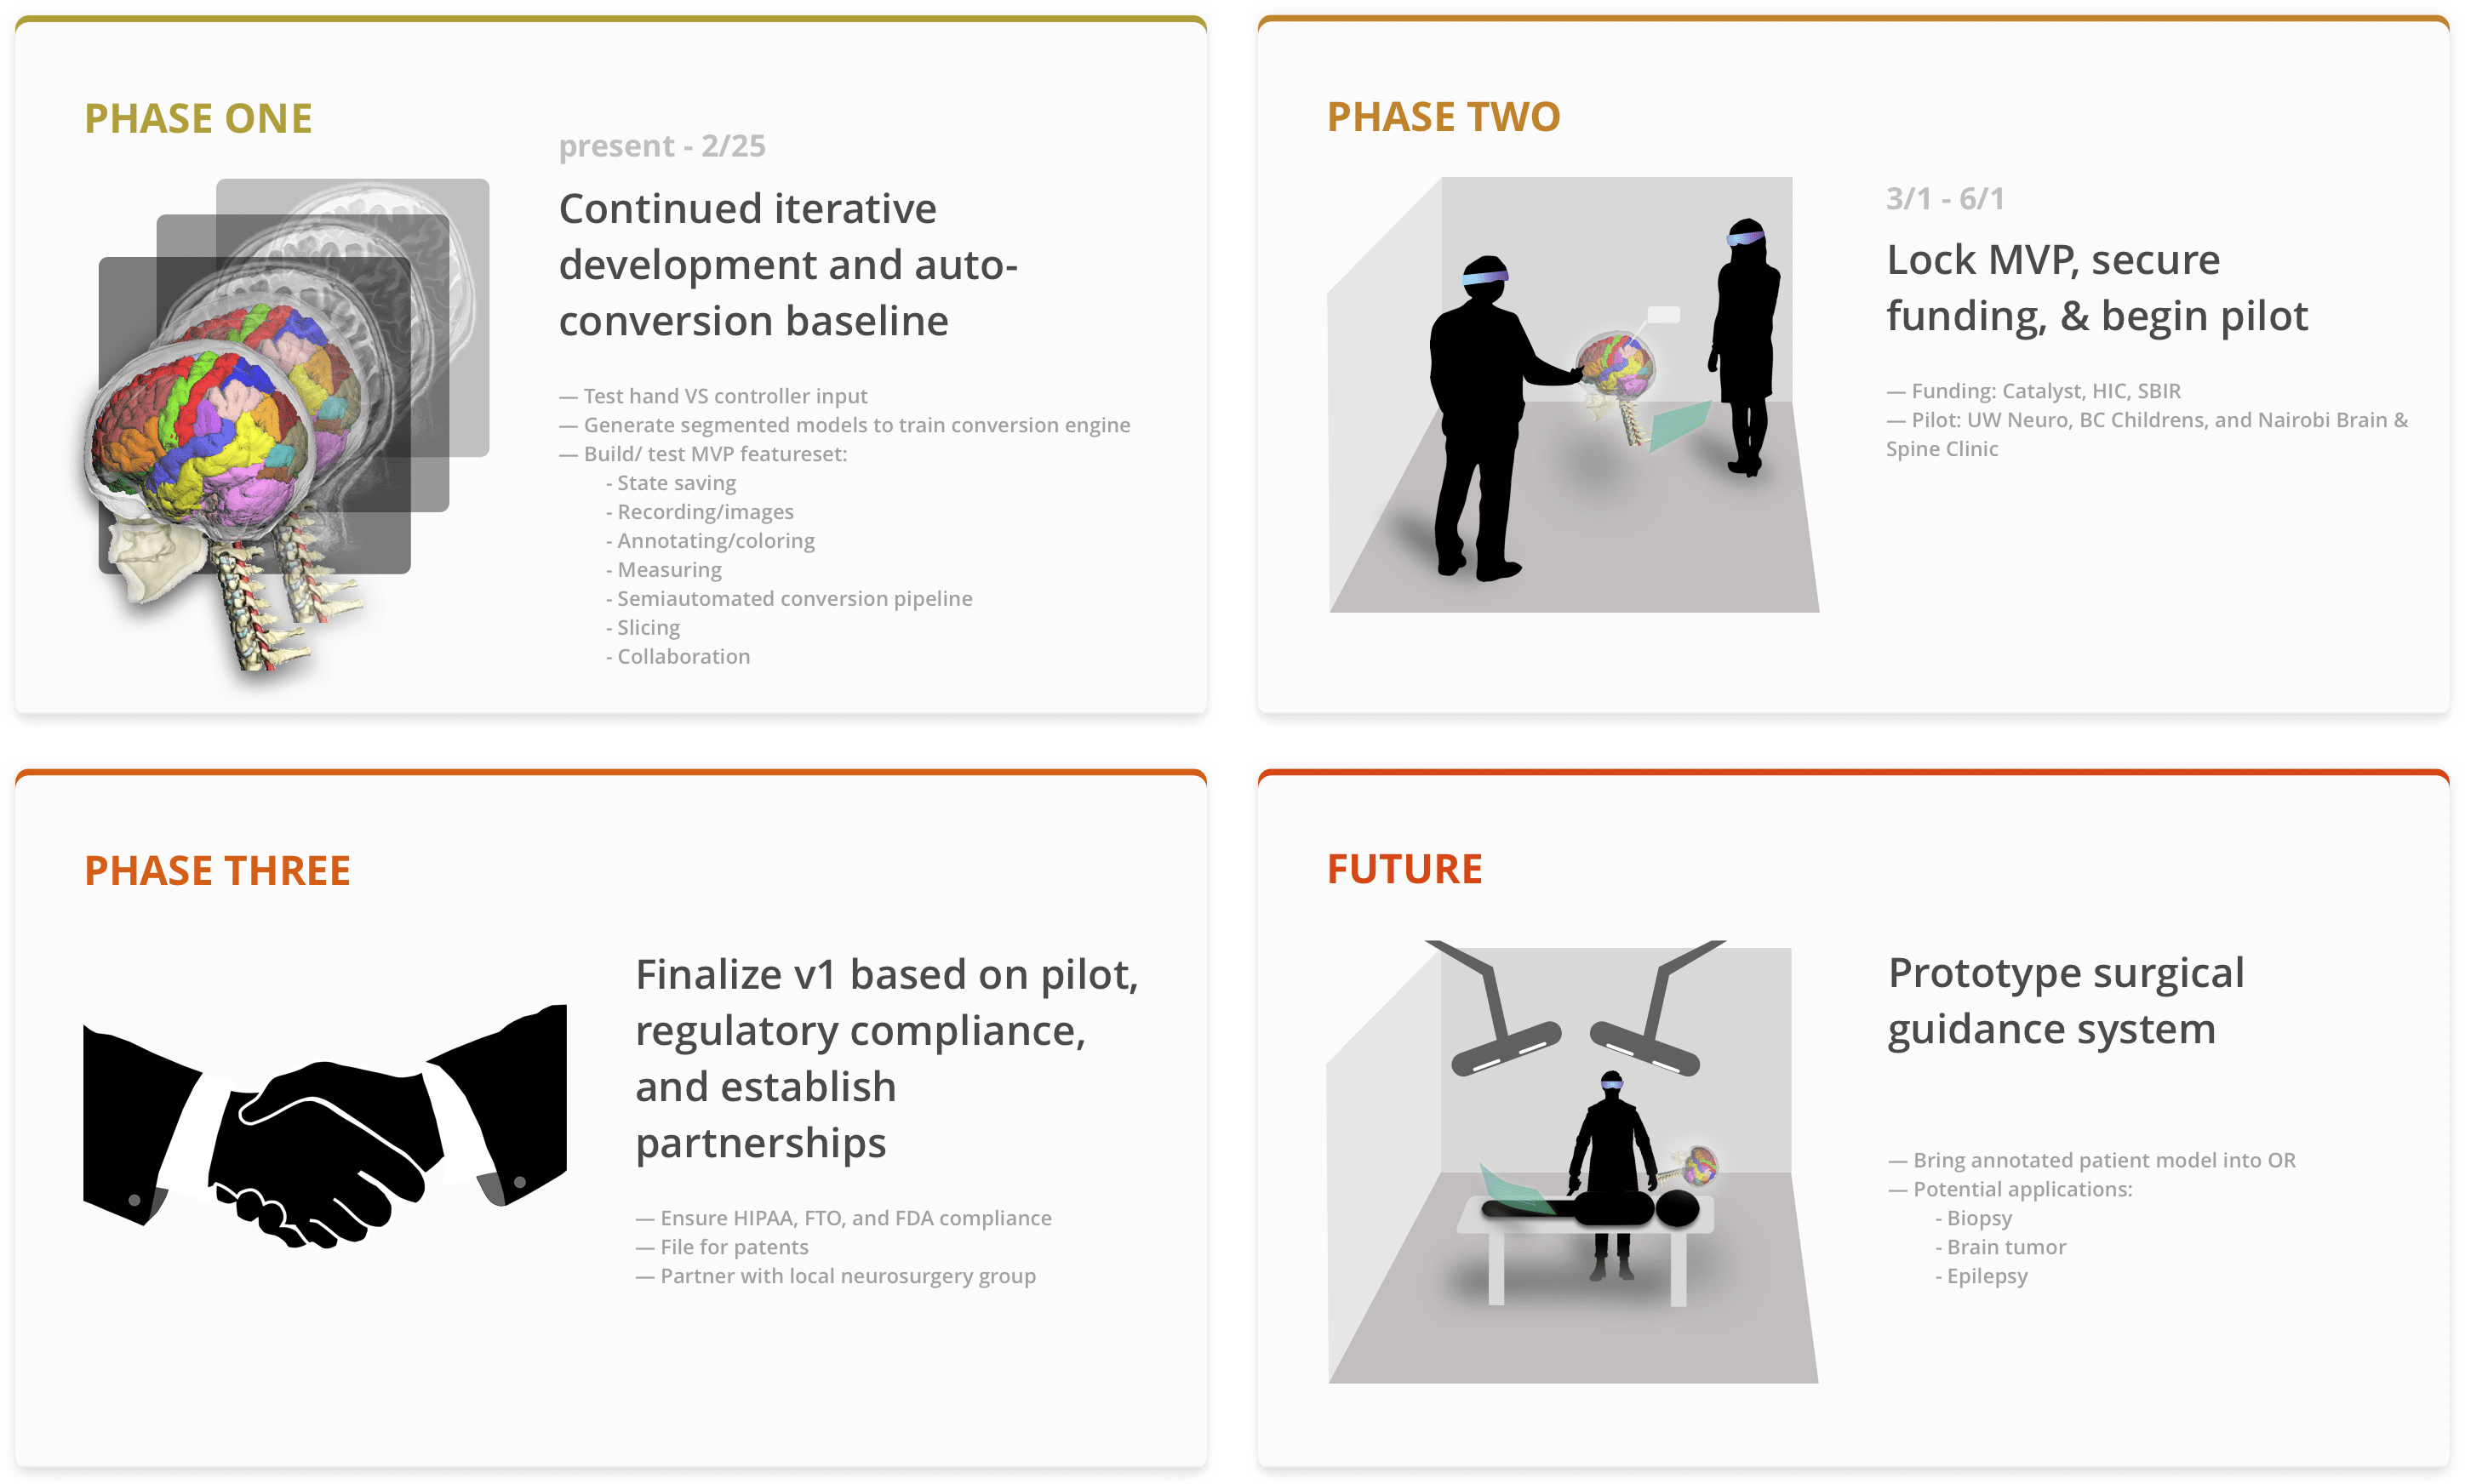 PHASE ONE
present - 2/25
Continued iterative
development and auto-
conversion baseline
— Test hand VS controller input
— Generate segmented models to train conversion engine
— Build/ test MVP featureset:
- State saving
- Recording/images
- Annotating/coloring
- Measuring
- Semiautomated conversion pipeline
- Slicing
- Collaboration
PHASE TWO
3/1 - 6/1
Lock MVP, secure
funding, & begin pilot
— Funding: Catalyst, HIC, SBIR
— Pilot: UW Neuro, BC Childrens, and Nairobi Brain &
Spine Clinic
PHASE THREE
Finalize v1 based on pilot,
regulatory compliance,
and establish
partnerships
— Ensure HIPAA, FTO, and FDA compliance
— File for patents
— Partner with local neurosurgery group
FUTURE
Prototype surgical
guidance system
— Bring annotated patient model into OR
— Potential applications:
- Biopsy
- Brain tumor
- Epilepsy